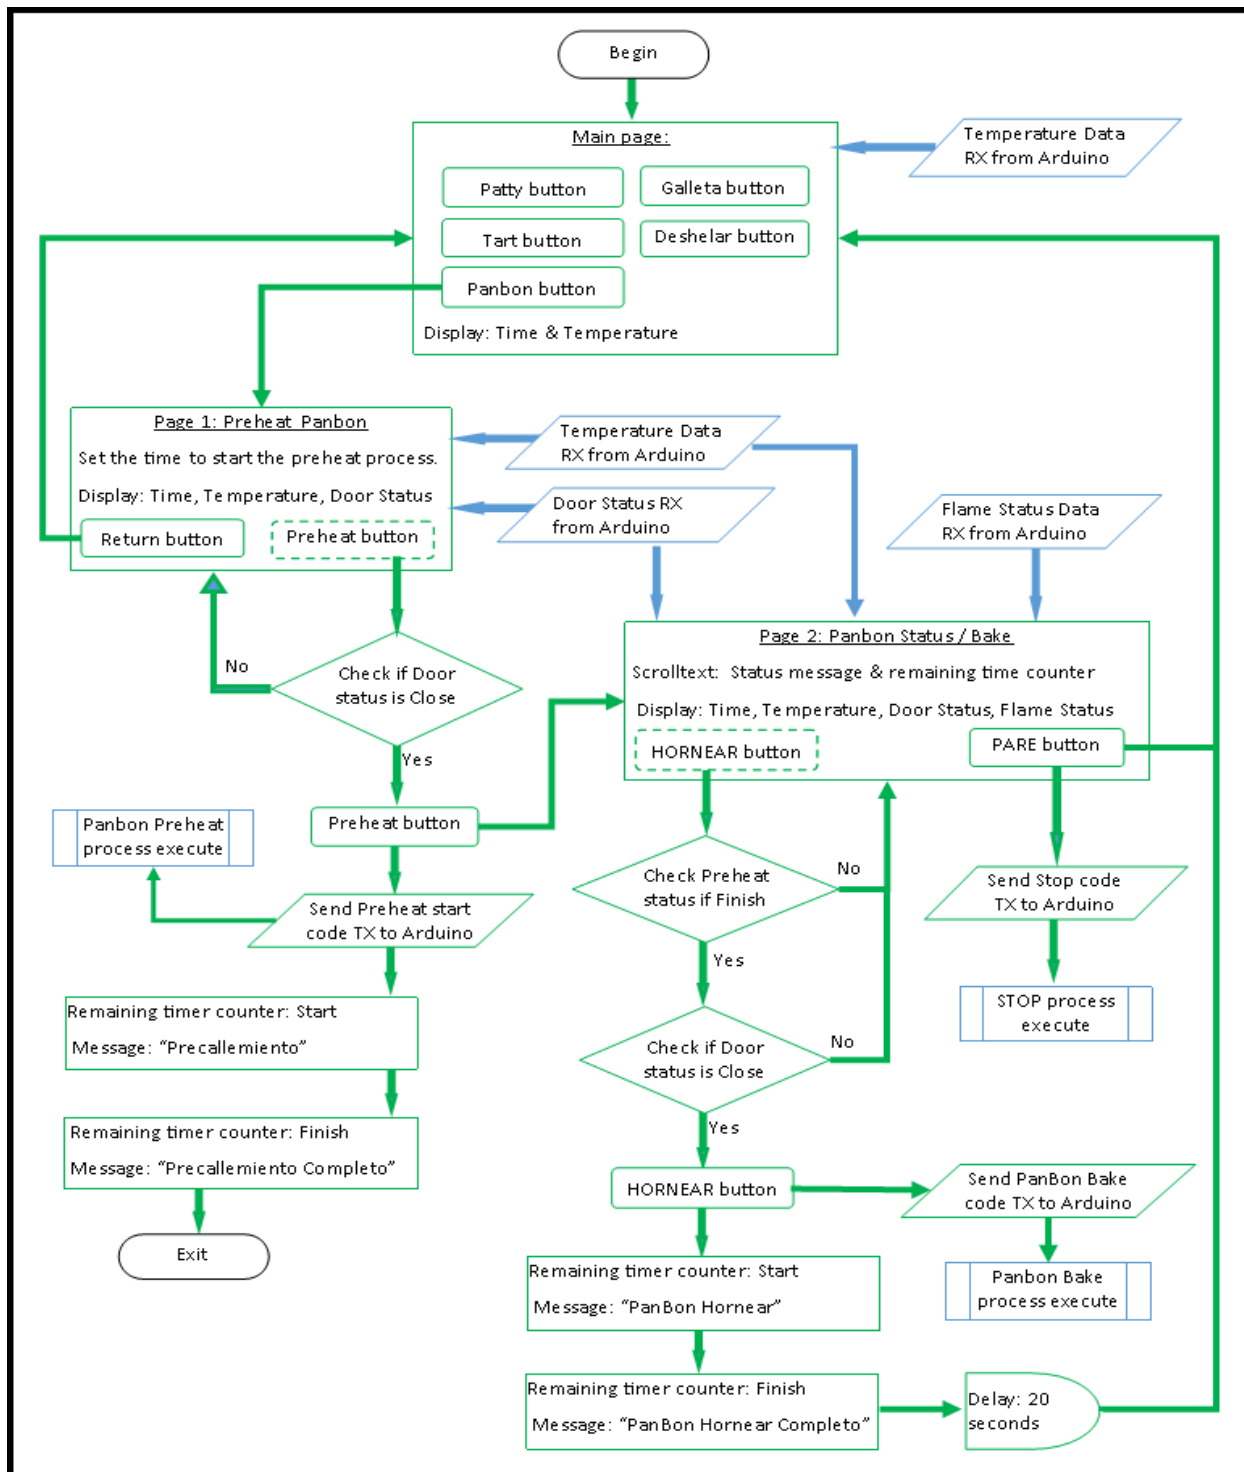 Begin
Main page:
Temperature Data
RX from Arduino
Patty button
Galleta button
Tart button
Deshelar button
Panbon button
Display: Time & Temperature
Page 1: Preheat Panbon
Set the time to start the preheat process.
Display: Time, Temperature, Door Status
Return button
Preheat button
Temperature Data
RX from Arduino
Door Status RX
from Arduino
Flame Status Data
RX from Arduino
No
Check if Door
status is Close
Yes
Page 2: Panbon Status / Bake
Scrolltext: Status message & remaining time counter
Display: Time, Temperature, Door Status, Flame Status
HORNEAR button
PARE button
Preheat button
Panbon Preheat
process execute
Send Preheat start
code TX to Arduino
Remaining timer counter: Start
Message: “Precallemiento”
Remaining timer counter: Finish
Message: “Precallemiento Completo”
Exit
Check Preheat
status if Finish
No
Yes
Send Stop code
TX to Arduino
STOP process
execute
Check if Door
status is Close
No
Yes
HORNEAR button
Send PanBon Bake
code TX to Arduino
Panbon Bake
process execute
Remaining timer counter: Start
Message: “PanBon Hornear”
Remaining timer counter: Finish
Message: “PanBon Hornear Completo”
Delay: 20
seconds